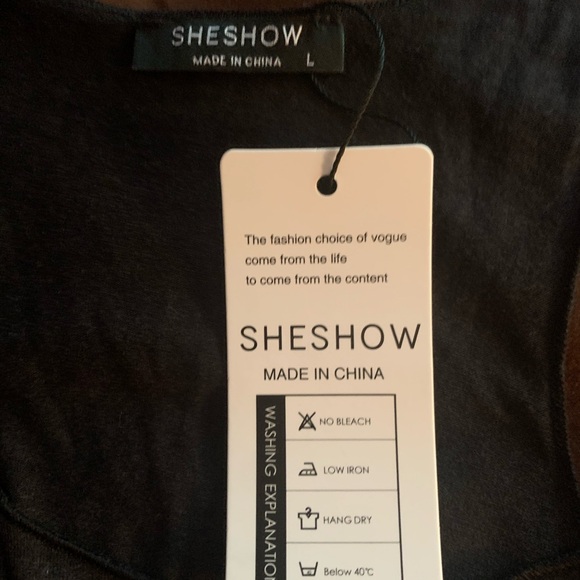 SHESHOW
MADE IN CHINA L
The fashion choice of vogue
come from the life
to come from the content
SHESHOW
MADE IN CHINA
WASHING EXPLANATION
NO BLEACH
LOW IRON
HANG DRY
Below 40℃